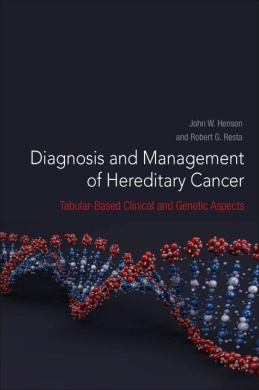 John W. Henson
and Robert G. Resta
Diagnosis and Management
of Hereditary Cancer
Tabular-Based Clinical and Genetic Aspects